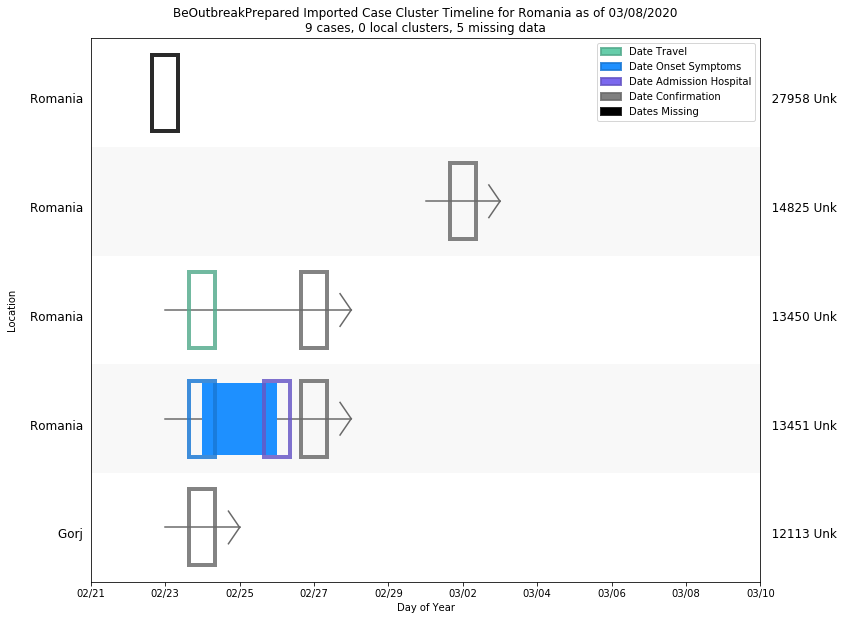 BeOutbreakPrepared Imported Case Cluster Timeline for Romania as of 03/08/2020
9 cases, 0 local clusters, 5 missing data
Date Travel
Date Onset Symptoms
Date Admission Hospital
Date Confirmation
Dates Missing
Romania
27958 Unk
Romania
14825 Unk
Romania
13450 Unk
Romania
13451 Unk
Gorj
12113 Unk
Location
02/21 02/23 02/25 02/27 02/29 03/02 03/04 03/06 03/08 03/10
Day of Year